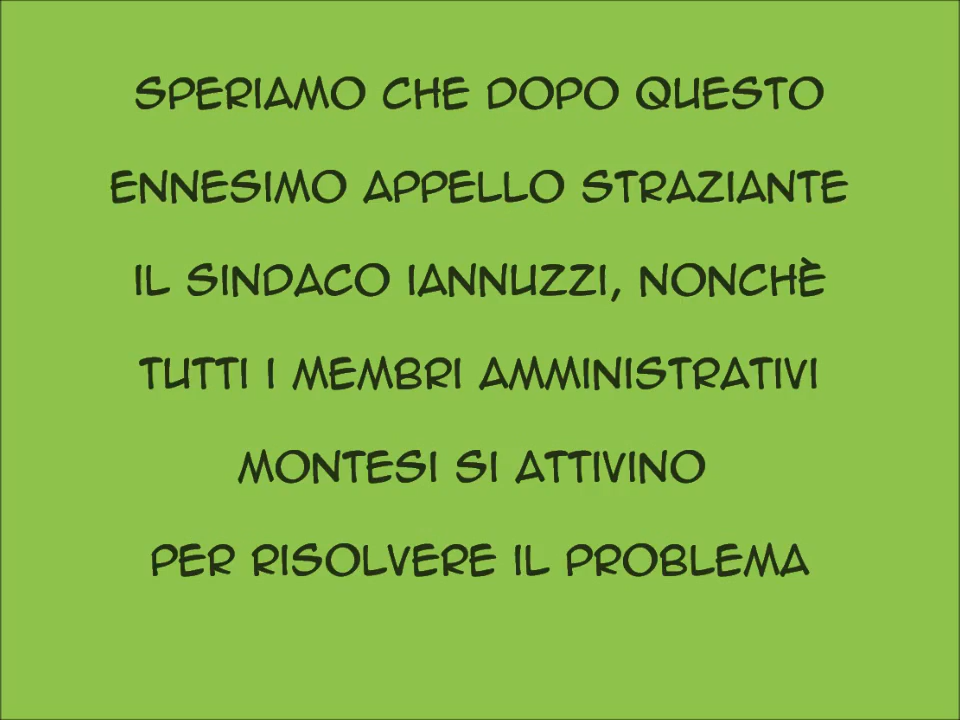 SPERIAMO CHE DOPO QUESTO
ENNESIMO APPELLO STRAZIANTE
IL SINDACO IANNUZZI, NONCHÈ
TUTTI I MEMBRI AMMINISTRATIVI
MONTESI SI ATTIVINO
PER RISOLVERE IL PROBLEMA